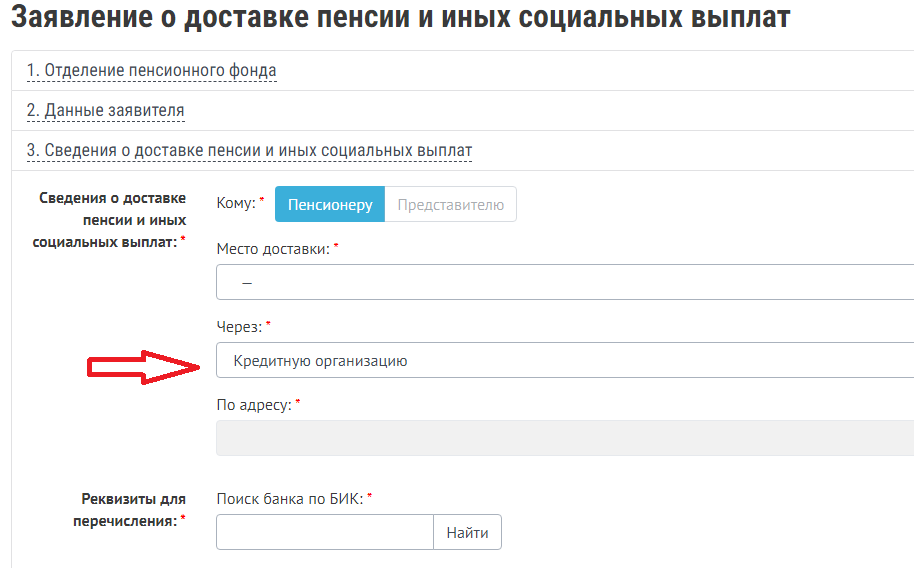 Заявление о доставке пенсии и иных социальных выплат
1. Отделение пенсионного фонда
2. Данные заявителя
3. Сведения о доставке пенсии и иных социальных выплат
Сведения о доставке
пенсии и иных
социальных выплат: *
Кому: *
Пенсионеру
Представителю
Место доставки: *
—
Через: *
Кредитную организацию
По адресу: *
Реквизиты для
перечисления: *
Поиск банка по БИК: *
Найти